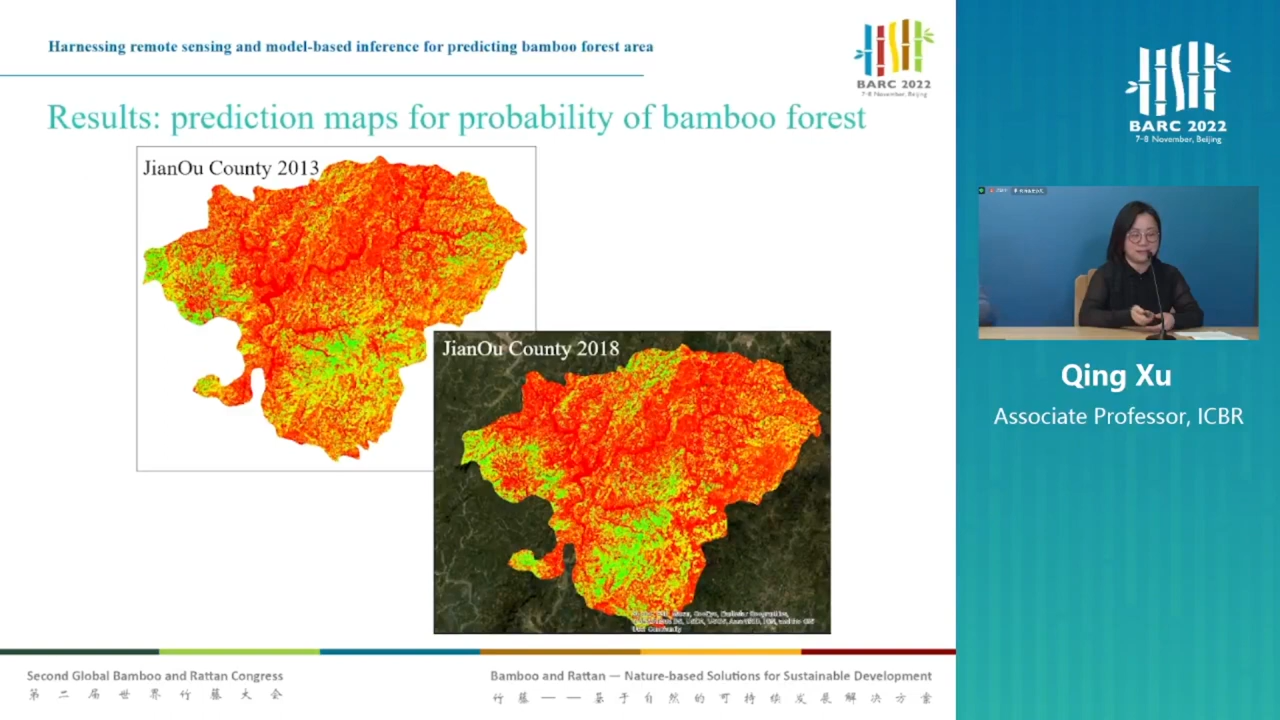 Harnessing remote sensing and model-based inference for predicting bamboo forest area
BARC 2022
7-8 November, Beijing
Results: prediction maps for probability of bamboo forest
JianOu County 2013
JianOu County 2018
BARC 2022
7-8 November, Beijing
Qing Xu
Associate Professor, ICBR
Second Global Bamboo and Rattan Congress
第二届世界竹藤大会
Bamboo and Rattan — Nature-based Solutions for Sustainable Development
竹藤——基于自然的可持续发展解决方案